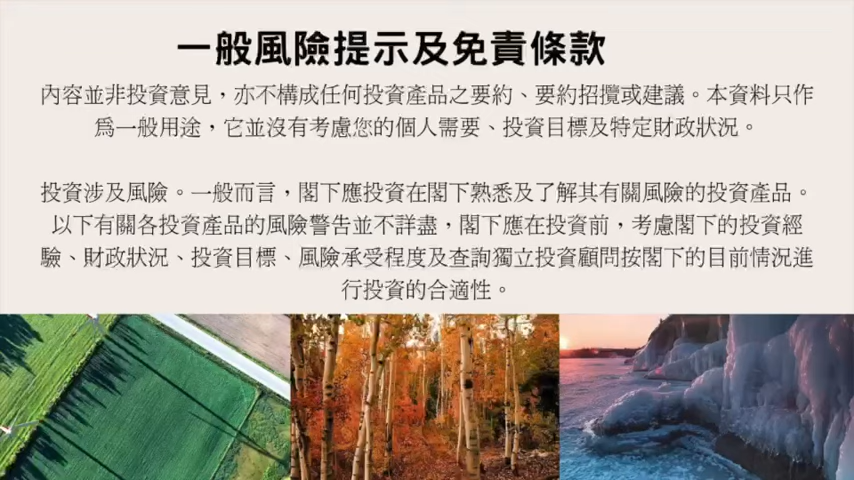 一般風險提示及免責條款
內容並非投資意見，亦不構成任何投資產品之要約、要約招攬或建議。本資料只作
爲一般用途，它並沒有考慮您的個人需要、投資目標及特定財政狀況。
投資涉及風險。一般而言，閣下應投資在閣下熟悉及了解其有關風險的投資產品。
以下有關各投資產品的風險警告並不詳盡，閣下應在投資前，考慮閣下的投資經
驗、財政狀況、投資目標、風險承受程度及查詢獨立投資顧問按閣下的目前情況進
行投資的合適性。